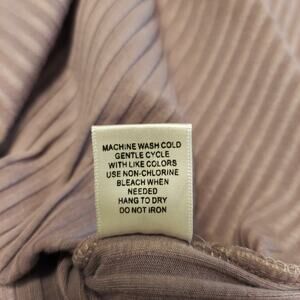 MACHINE WASH COLD
GENTLE CYCLE
WITH LIKE COLORS
USE NON-CHLORINE
BLEACH WHEN
NEEDED
HANG TO DRY
DO NOT IRON